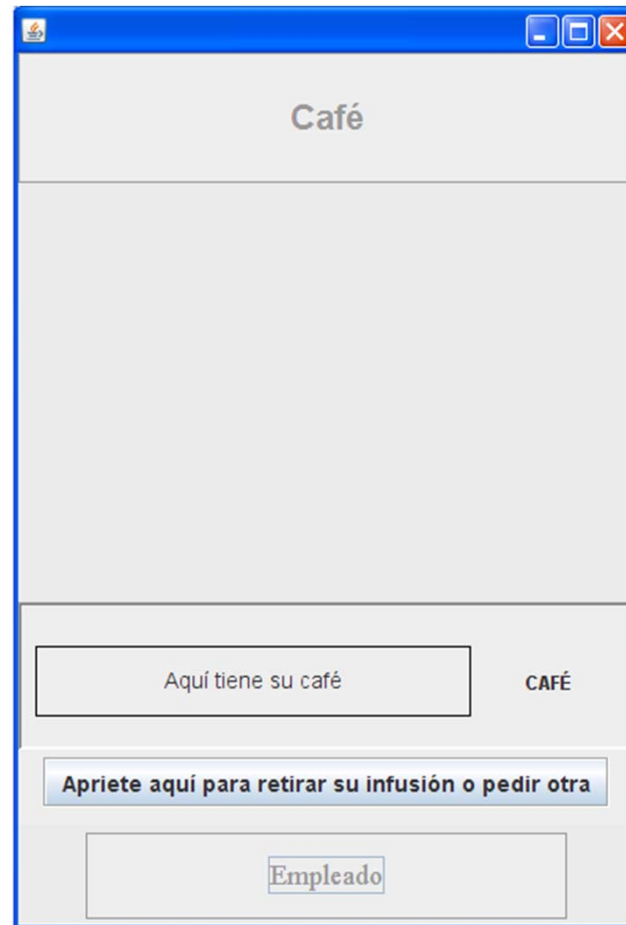 Café
Aquí tiene su café
CAFÉ
Apriete aquí para retirar su infusión o pedir otra
Empleado